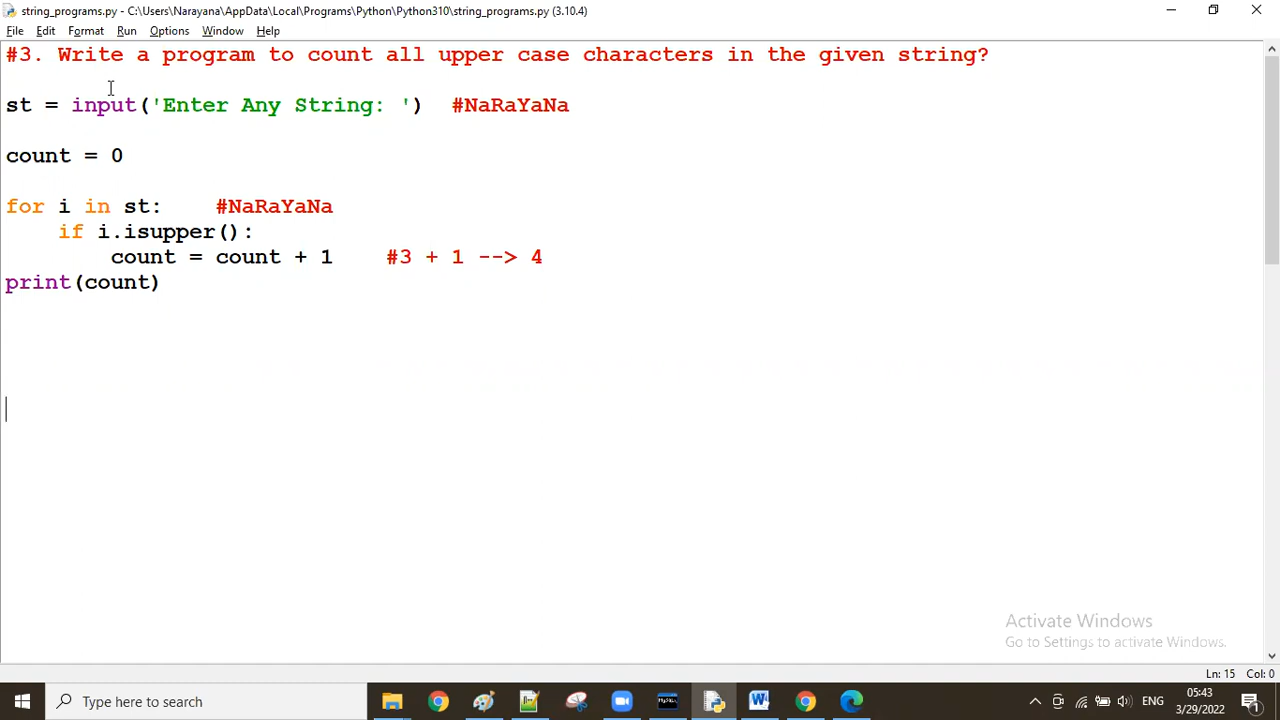 string_programs.py - C:\Users\Narayana\AppData\Local\Programs\Python\Python310\string_programs.py (3.10.4)
File Edit Format Run Options Window Help
#3. Write a program to count all upper case characters in the given string?
st = input('Enter Any String: ')  #NaRaYaNa
count = 0
for i in st:    #NaRaYaNa
    if i.isupper():
        count = count + 1    #3 + 1 --> 4
print(count)
Activate Windows
Go to Settings to activate Windows.
Ln: 15 Col: 0
Type here to search
MySQL
W
ENG
05:43
3/29/2022
1